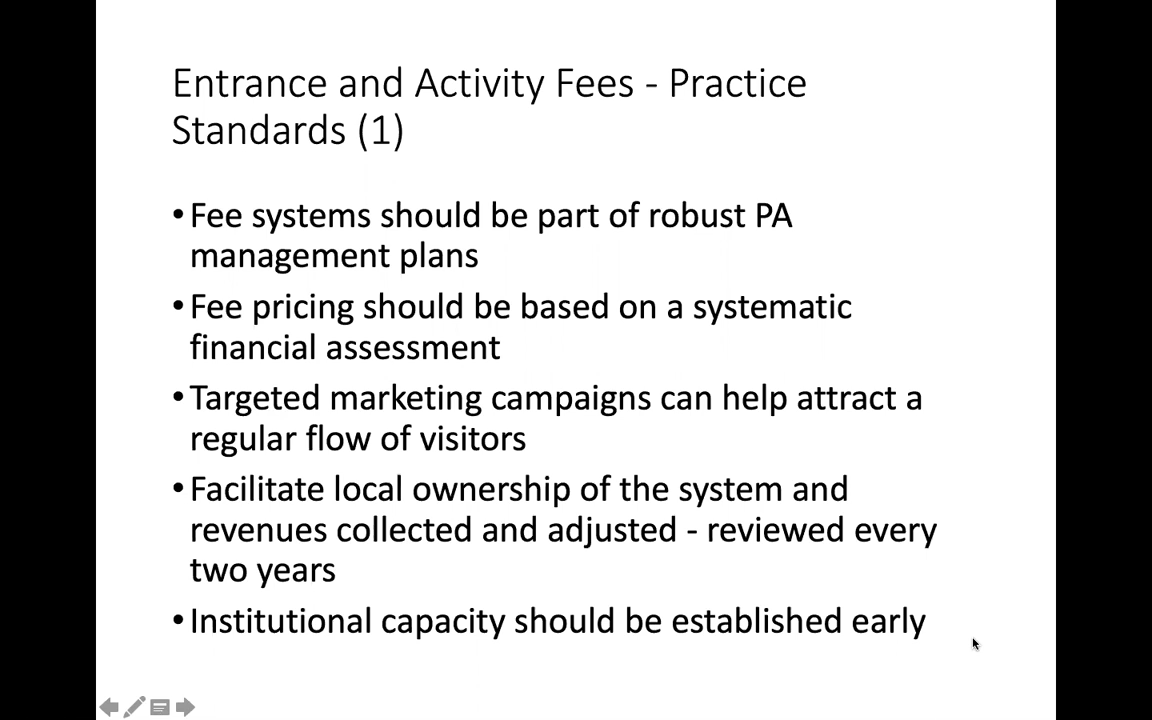 Entrance and Activity Fees - Practice
Standards (1)
• Fee systems should be part of robust PA
management plans
• Fee pricing should be based on a systematic
financial assessment
• Targeted marketing campaigns can help attract a
regular flow of visitors
• Facilitate local ownership of the system and
revenues collected and adjusted - reviewed every
two years
• Institutional capacity should be established early